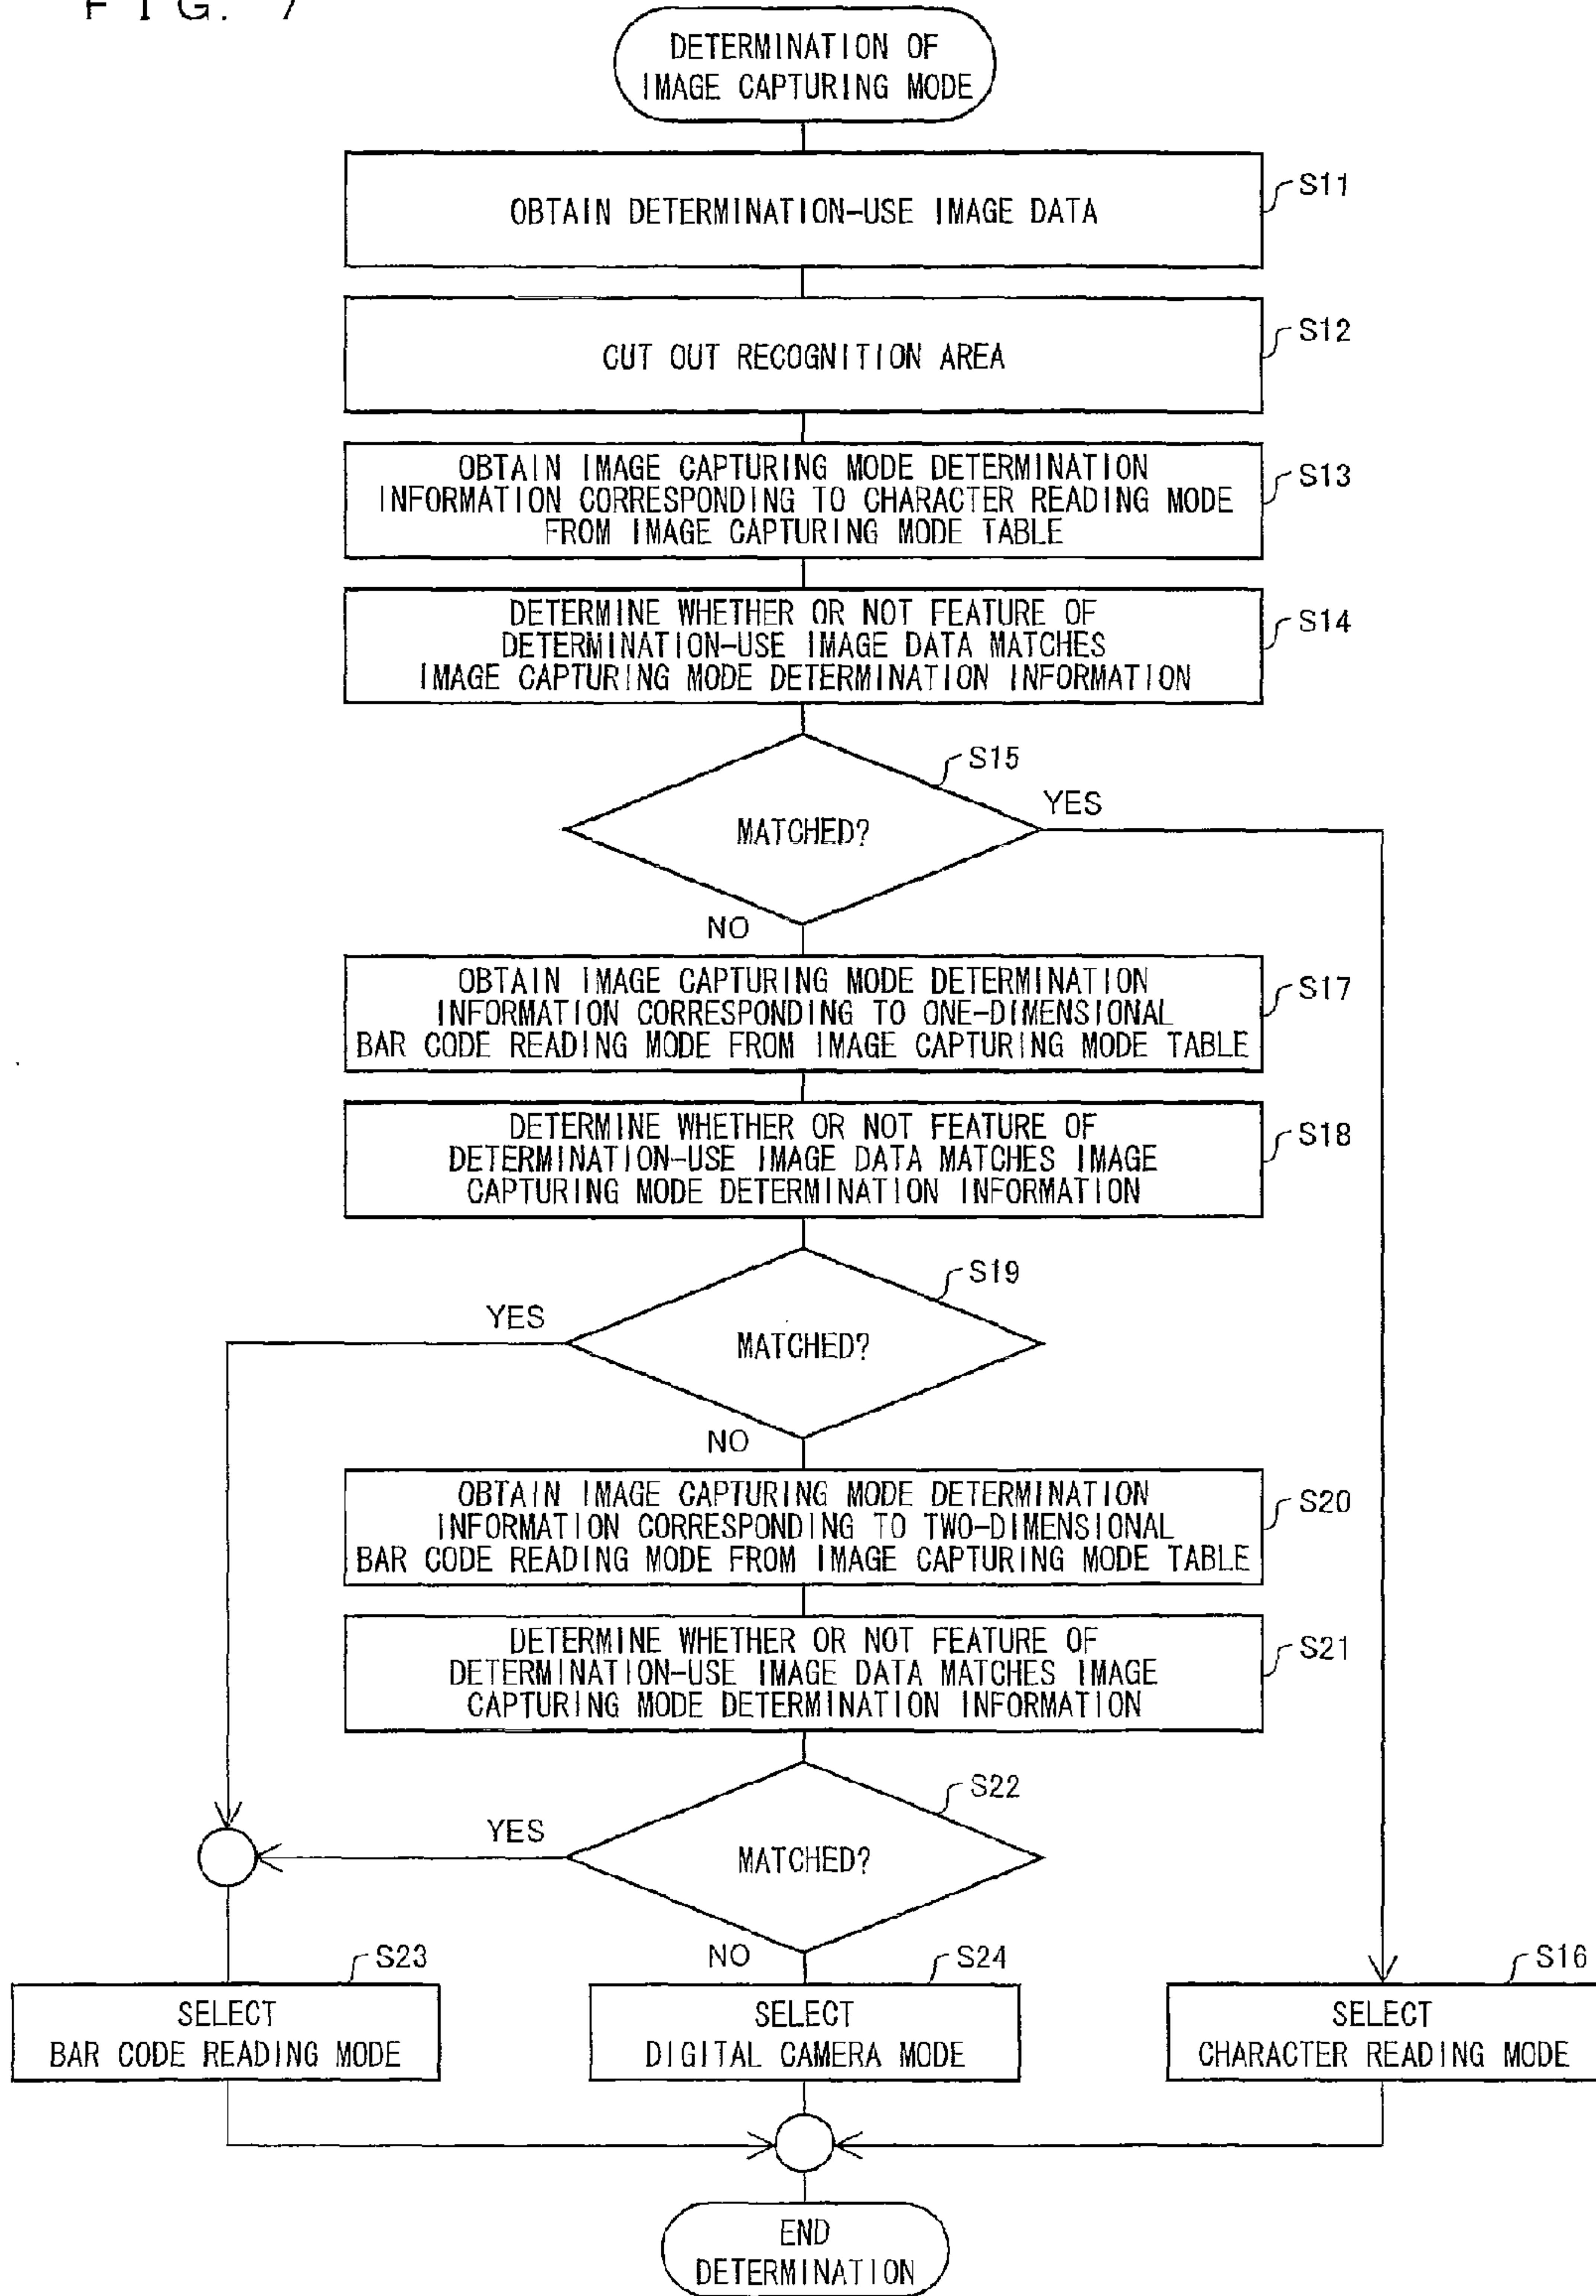 FIG. 7
DETERMINATION OF
IMAGE CAPTURING MODE
S11
OBTAIN DETERMINATION-USE IMAGE DATA
S12
CUT OUT RECOGNITION AREA
S13
OBTAIN IMAGE CAPTURING MODE DETERMINATION
INFORMATION CORRESPONDING TO CHARACTER READING MODE
FROM IMAGE CAPTURING MODE TABLE
S14
DETERMINE WHETHER OR NOT FEATURE OF
DETERMINATION-USE IMAGE DATA MATCHES
IMAGE CAPTURING MODE DETERMINATION INFORMATION
S15
MATCHED?
YES
NO
S17
OBTAIN IMAGE CAPTURING MODE DETERMINATION
INFORMATION CORRESPONDING TO ONE-DIMENSIONAL
BAR CODE READING MODE FROM IMAGE CAPTURING MODE TABLE
S18
DETERMINE WHETHER OR NOT FEATURE OF
DETERMINATION-USE IMAGE DATA MATCHES IMAGE
CAPTURING MODE DETERMINATION INFORMATION
S19
YES
MATCHED?
NO
S20
OBTAIN IMAGE CAPTURING MODE DETERMINATION
INFORMATION CORRESPONDING TO TWO-DIMENSIONAL
BAR CODE READING MODE FROM IMAGE CAPTURING MODE TABLE
S21
DETERMINE WHETHER OR NOT FEATURE OF
DETERMINATION-USE IMAGE DATA MATCHES IMAGE
CAPTURING MODE DETERMINATION INFORMATION
S22
YES
MATCHED?
NO
S23
SELECT
BAR CODE READING MODE
S24
SELECT
DIGITAL CAMERA MODE
S16
SELECT
CHARACTER READING MODE
END
DETERMINATION